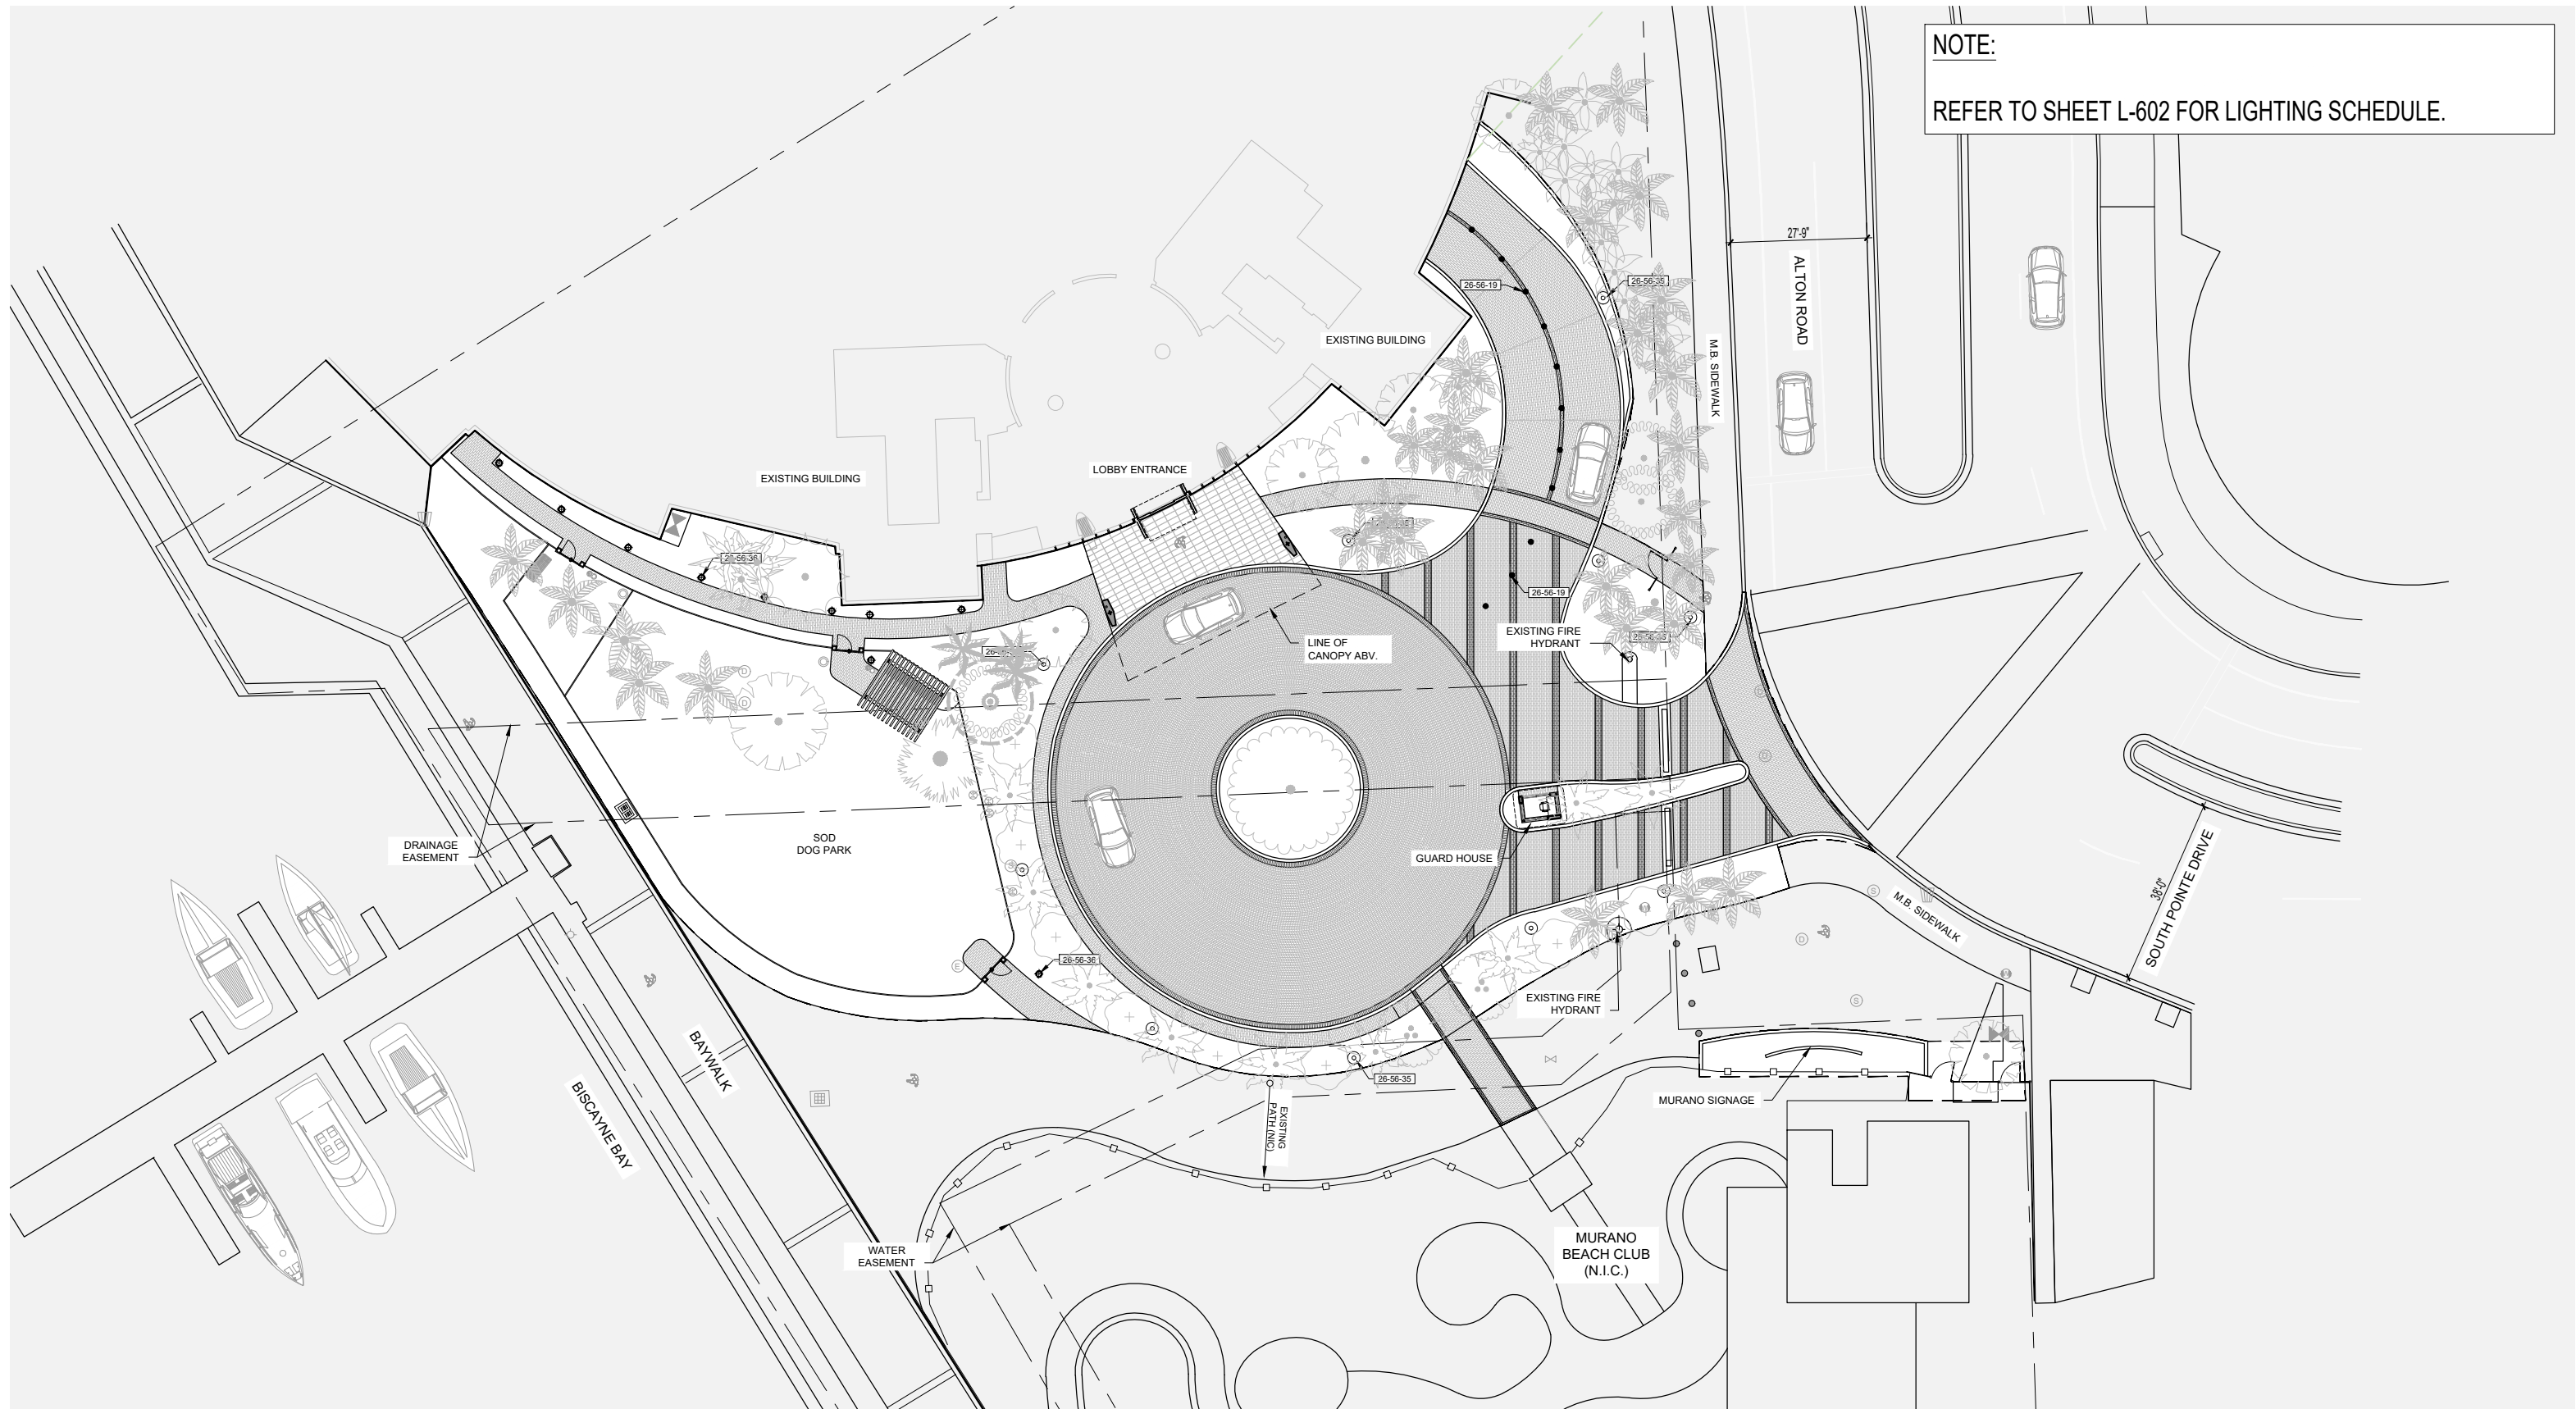 NOTE:
REFER TO SHEET L-602 FOR LIGHTING SCHEDULE.
27'-9"
ALTON ROAD
M.B. SIDEWALK
26-56-19
26-56-35
EXISTING BUILDING
LOBBY ENTRANCE
EXISTING BUILDING
26-56-36
26-56-19
EXISTING FIRE
HYDRANT
26-56-35
LINE OF
CANOPY ABV.
DRAINAGE
EASEMENT
SOD
DOG PARK
GUARD HOUSE
38'-0"
SOUTH POINTE DRIVE
M.B. SIDEWALK
26-56-36
EXISTING FIRE
HYDRANT
BAYWALK
BISCAYNE BAY
26-56-35
EXISTING
PATH (NIC)
MURANO SIGNAGE
WATER
EASEMENT
MURANO
BEACH CLUB
(N.I.C.)